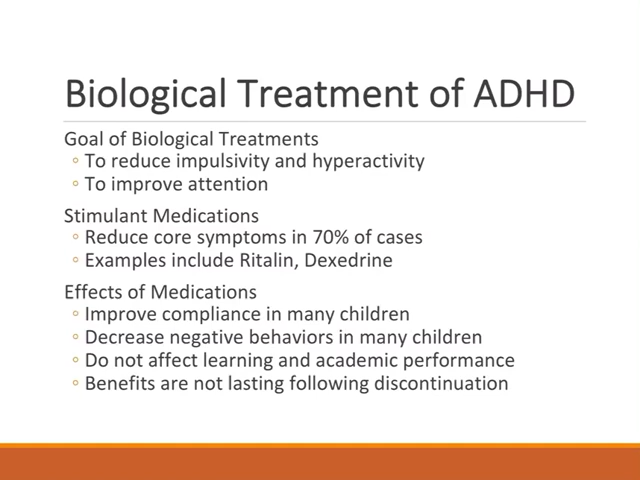 Biological Treatment of ADHD
Goal of Biological Treatments
◦ To reduce impulsivity and hyperactivity
◦ To improve attention
Stimulant Medications
◦ Reduce core symptoms in 70% of cases
◦ Examples include Ritalin, Dexedrine
Effects of Medications
◦ Improve compliance in many children
◦ Decrease negative behaviors in many children
◦ Do not affect learning and academic performance
◦ Benefits are not lasting following discontinuation